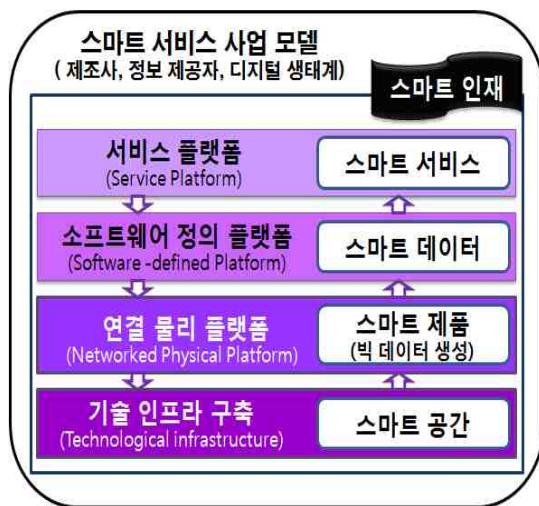 스마트 서비스 사업 모델
( 제조사, 정보 제공자, 디지털 생태계)
스마트 인재
서비스 플랫폼
(Service Platform)
스마트 서비스
소프트웨어 정의 플랫폼
(Software -defined Platform)
스마트 데이터
연결 물리 플랫폼
(Networked Physical Platform)
스마트 제품
(빅 데이터 생성)
기술 인프라 구축
(Technological infrastructure)
스마트 공간